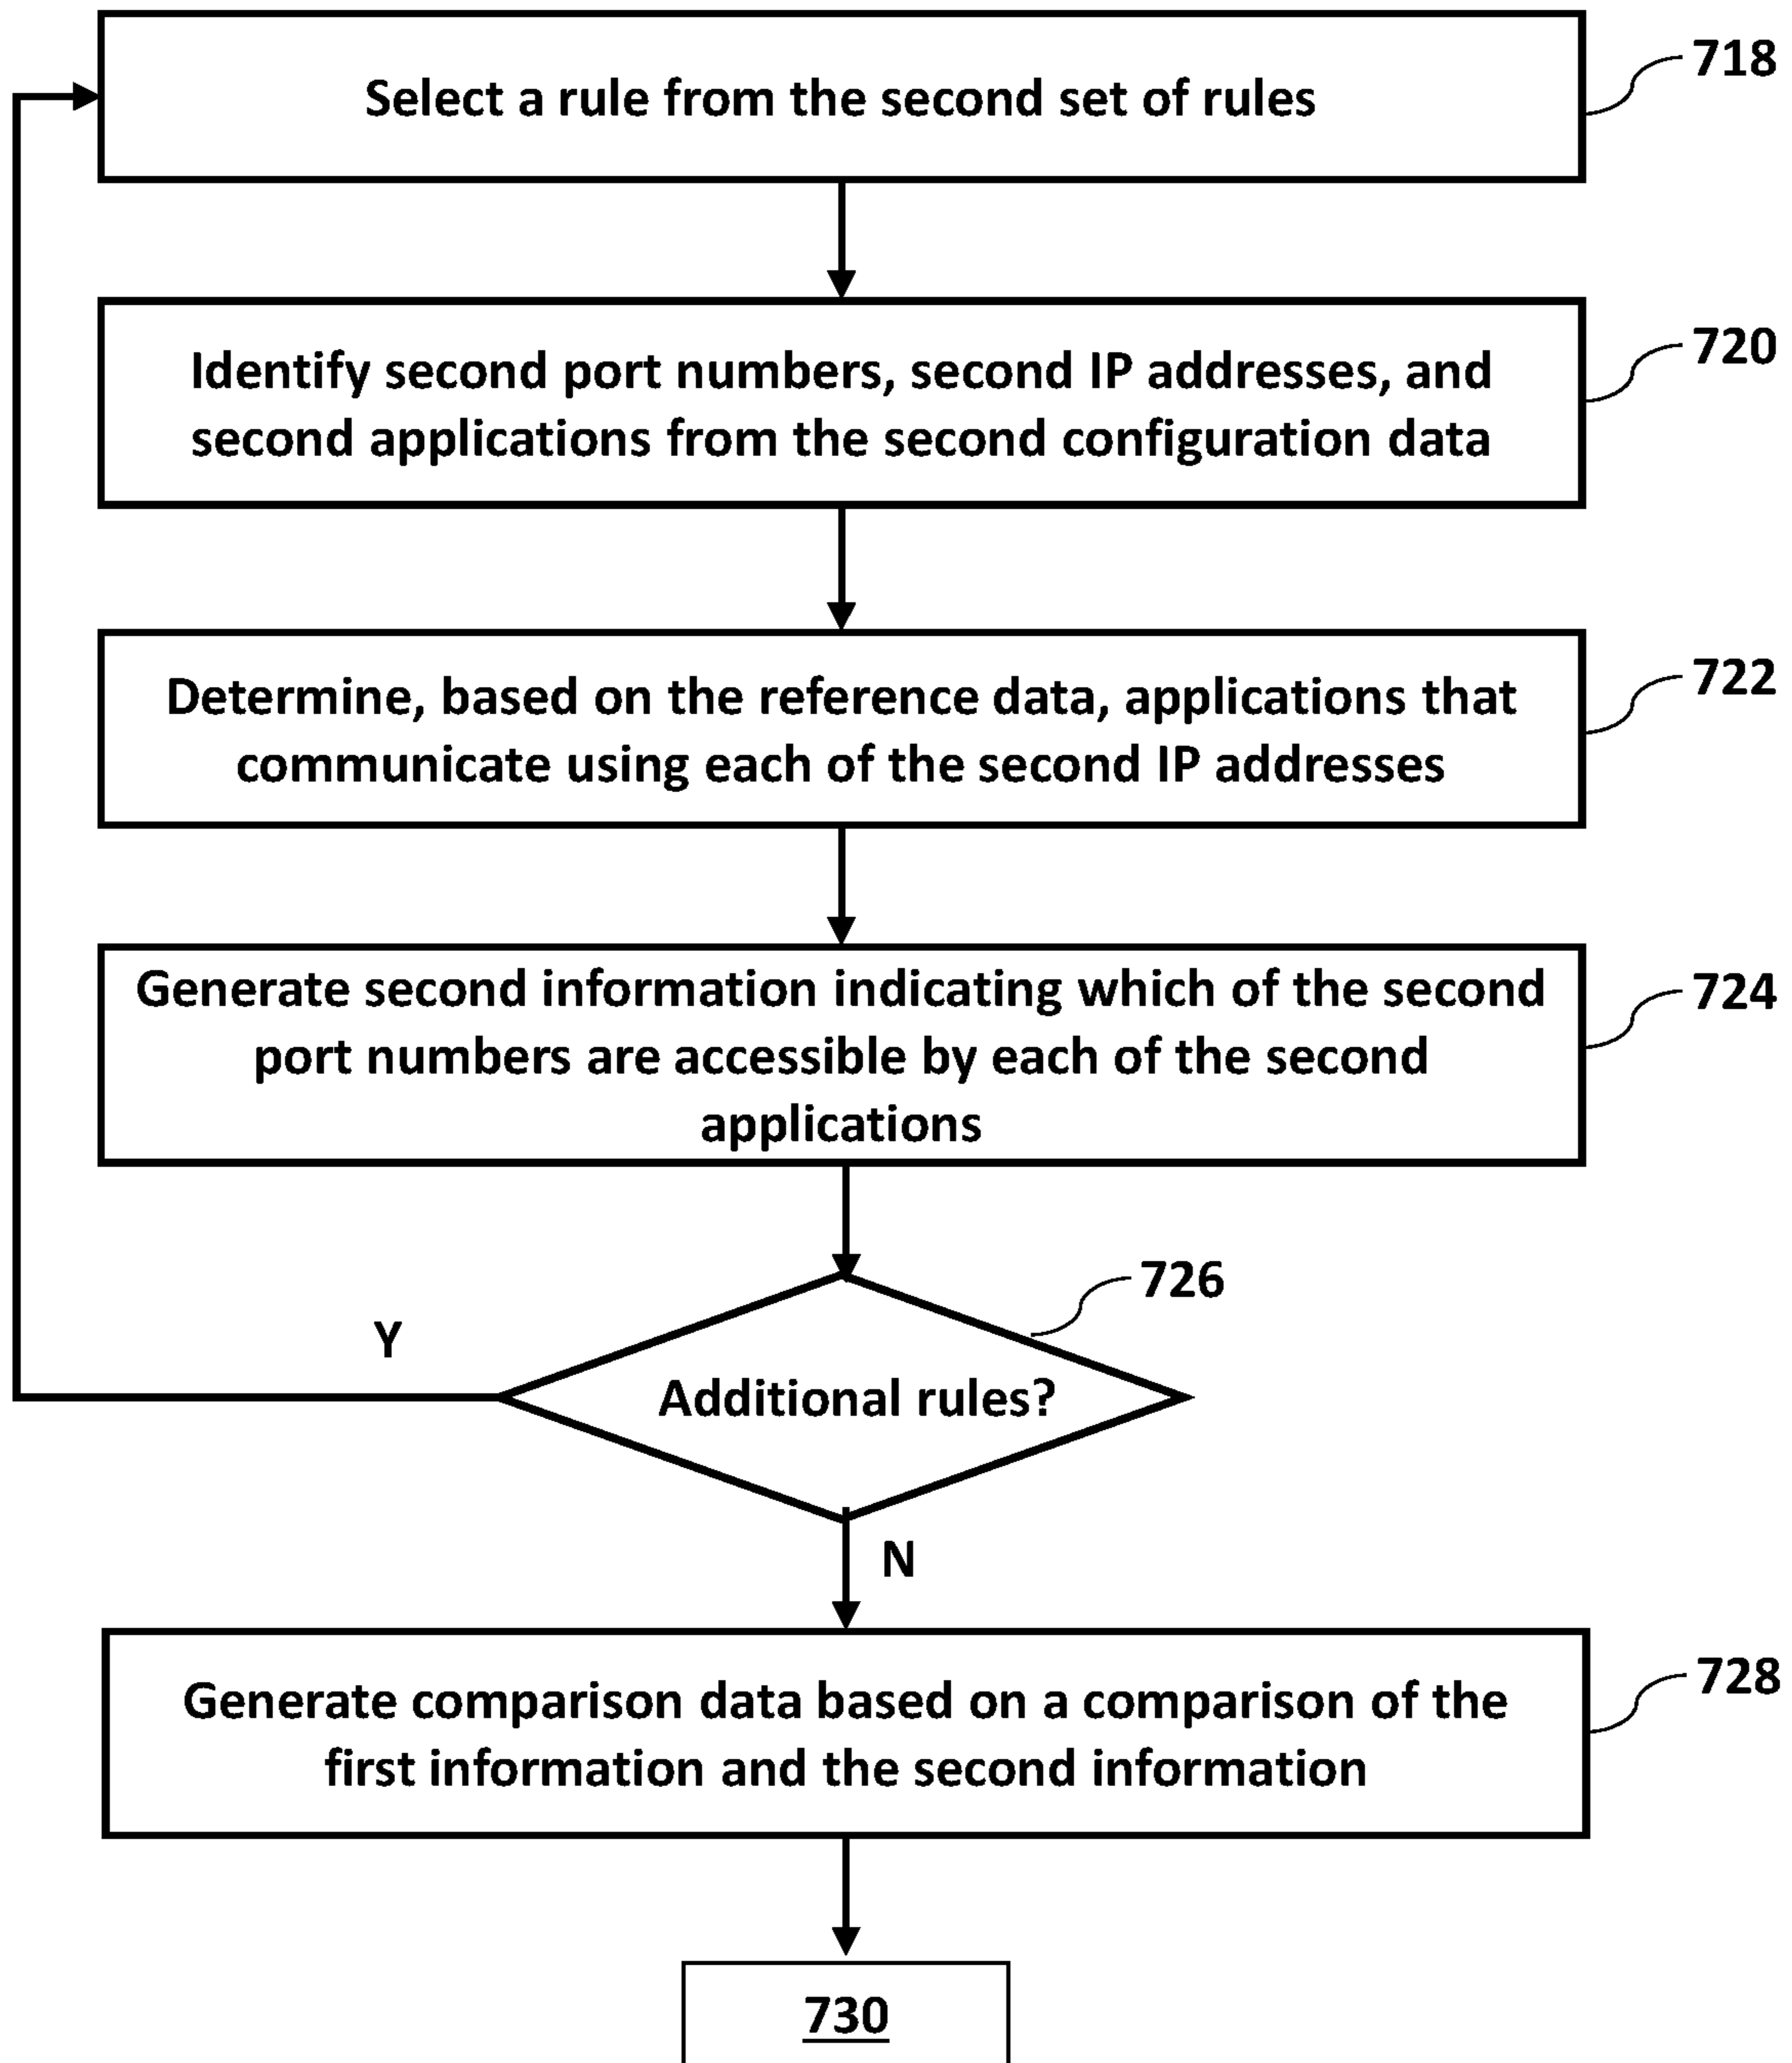 Select a rule from the second set of rules
718
Identify second port numbers, second IP addresses, and
second applications from the second configuration data
720
Determine, based on the reference data, applications that
communicate using each of the second IP addresses
722
Generate second information indicating which of the second
port numbers are accessible by each of the second
applications
724
726
Y
Additional rules?
N
Generate comparison data based on a comparison of the
first information and the second information
728
730